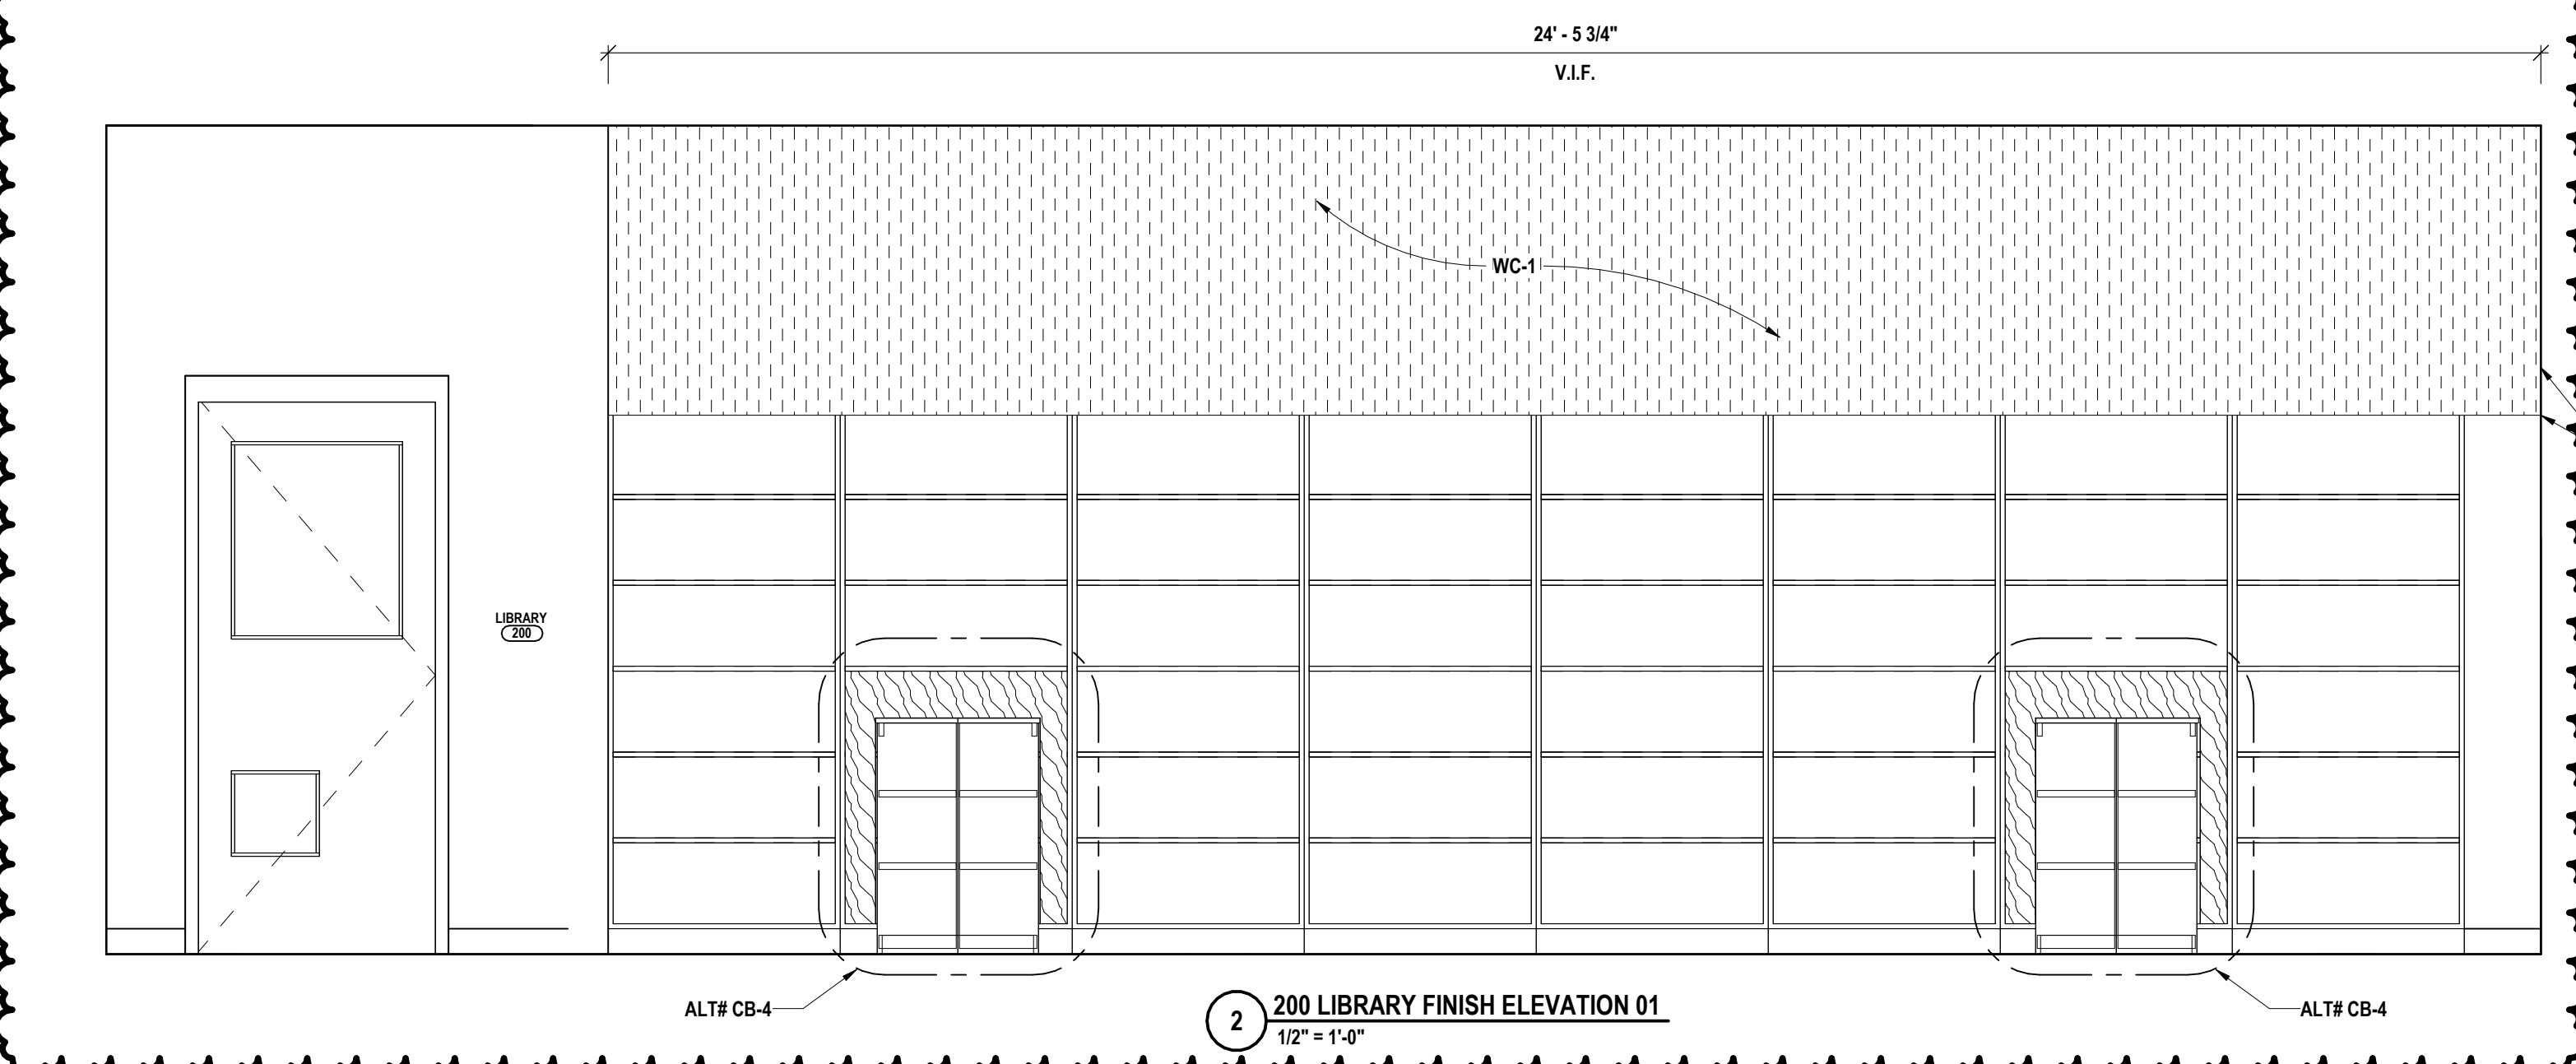 24' - 5 3/4"
V.I.F.
WC-1
LIBRARY
200
ALT# CB-4
2
200 LIBRARY FINISH ELEVATION 01
1/2" = 1'-0"
ALT# CB-4